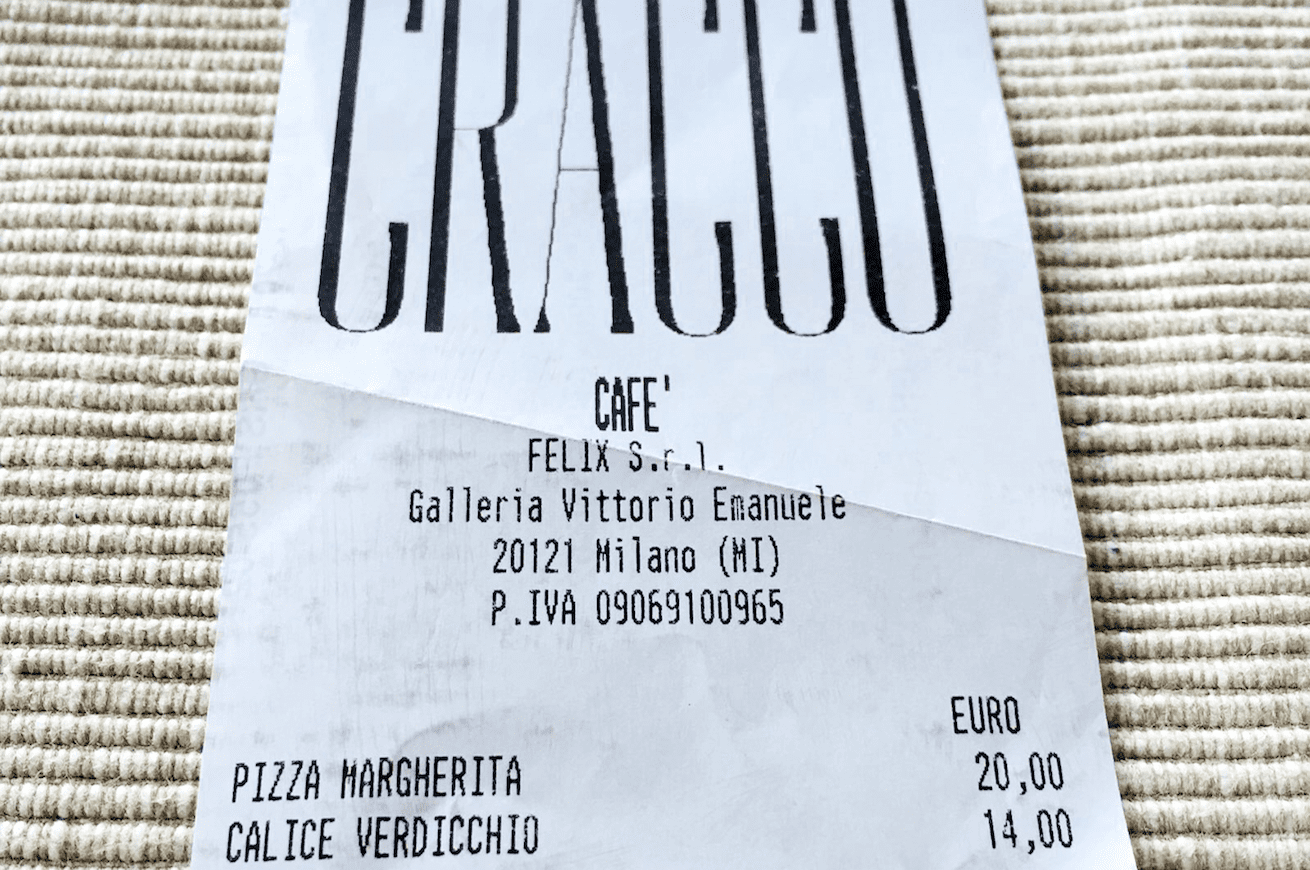 CRACCO
CAFE'
FELIX S.r.l.
Galleria Vittorio Emanuele
20121 Milano (MI)
P.IVA 09069100965
EURO
PIZZA MARGHERITA 20,00
CALICE VERDICCHIO 14,00